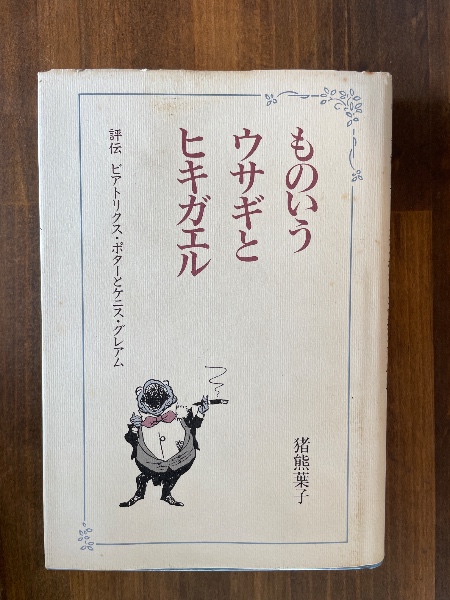 ものいう
ウサギと
ヒキガエル
評伝 ビアトリクス・ポターとケニス・グレアム
猪熊葉子